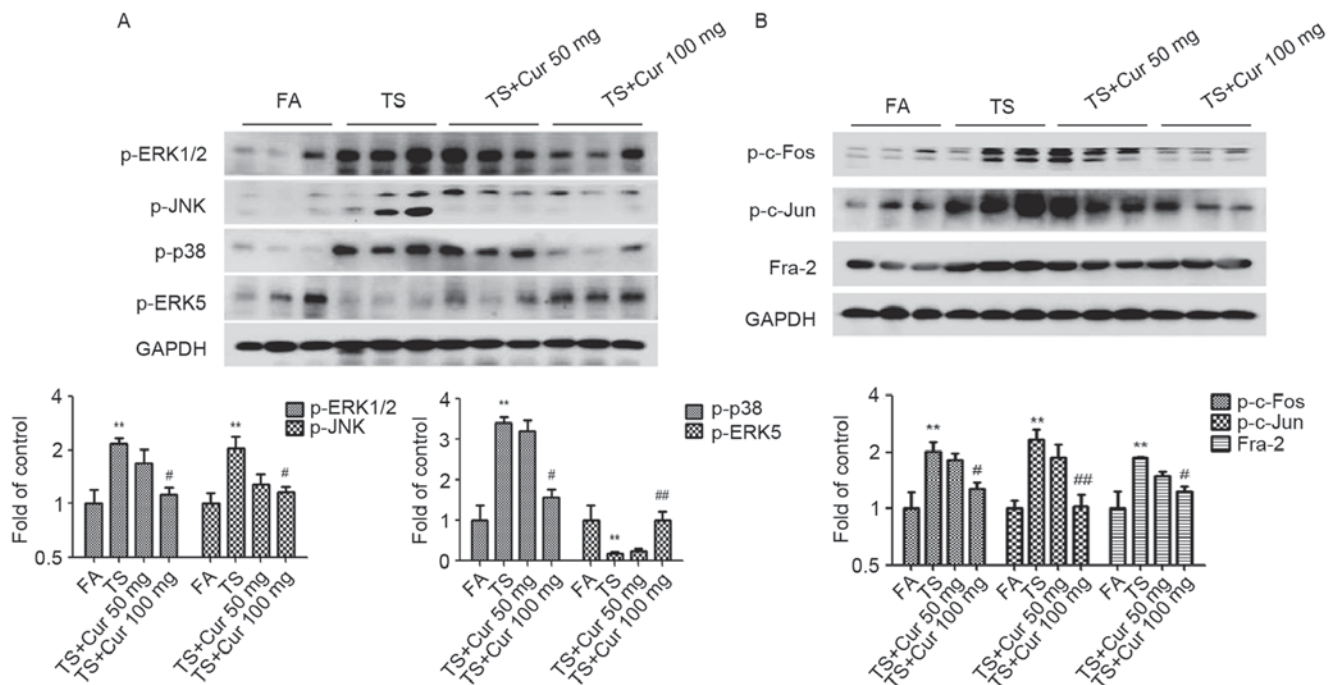 A
FA
TS
TS+Cur 50 mg
TS+Cur 100 mg
p-ERK1/2
p-JNK
p-p38
p-ERK5
GAPDH
B
FA
TS
TS+Cur 50 mg
TS+Cur 100 mg
p-c-Fos
p-c-Jun
Fra-2
GAPDH
Fold of control
4
2
1
0.5
**
#
**
#
p-ERK1/2
p-JNK
FA
TS
TS+Cur 50 mg
TS+Cur 100 mg
FA
TS
TS+Cur 50 mg
TS+Cur 100 mg
Fold of control
4
3
2
1
0
**
#
**
##
p-p38
p-ERK5
FA
TS
TS+Cur 50 mg
TS+Cur 100 mg
FA
TS
TS+Cur 50 mg
TS+Cur 100 mg
Fold of control
4
2
1
0.5
**
#
**
##
**
#
p-c-Fos
p-c-Jun
Fra-2
FA
TS
TS+Cur 50 mg
TS+Cur 100 mg
FA
TS
TS+Cur 50 mg
TS+Cur 100 mg
FA
TS
TS+Cur 50 mg
TS+Cur 100 mg